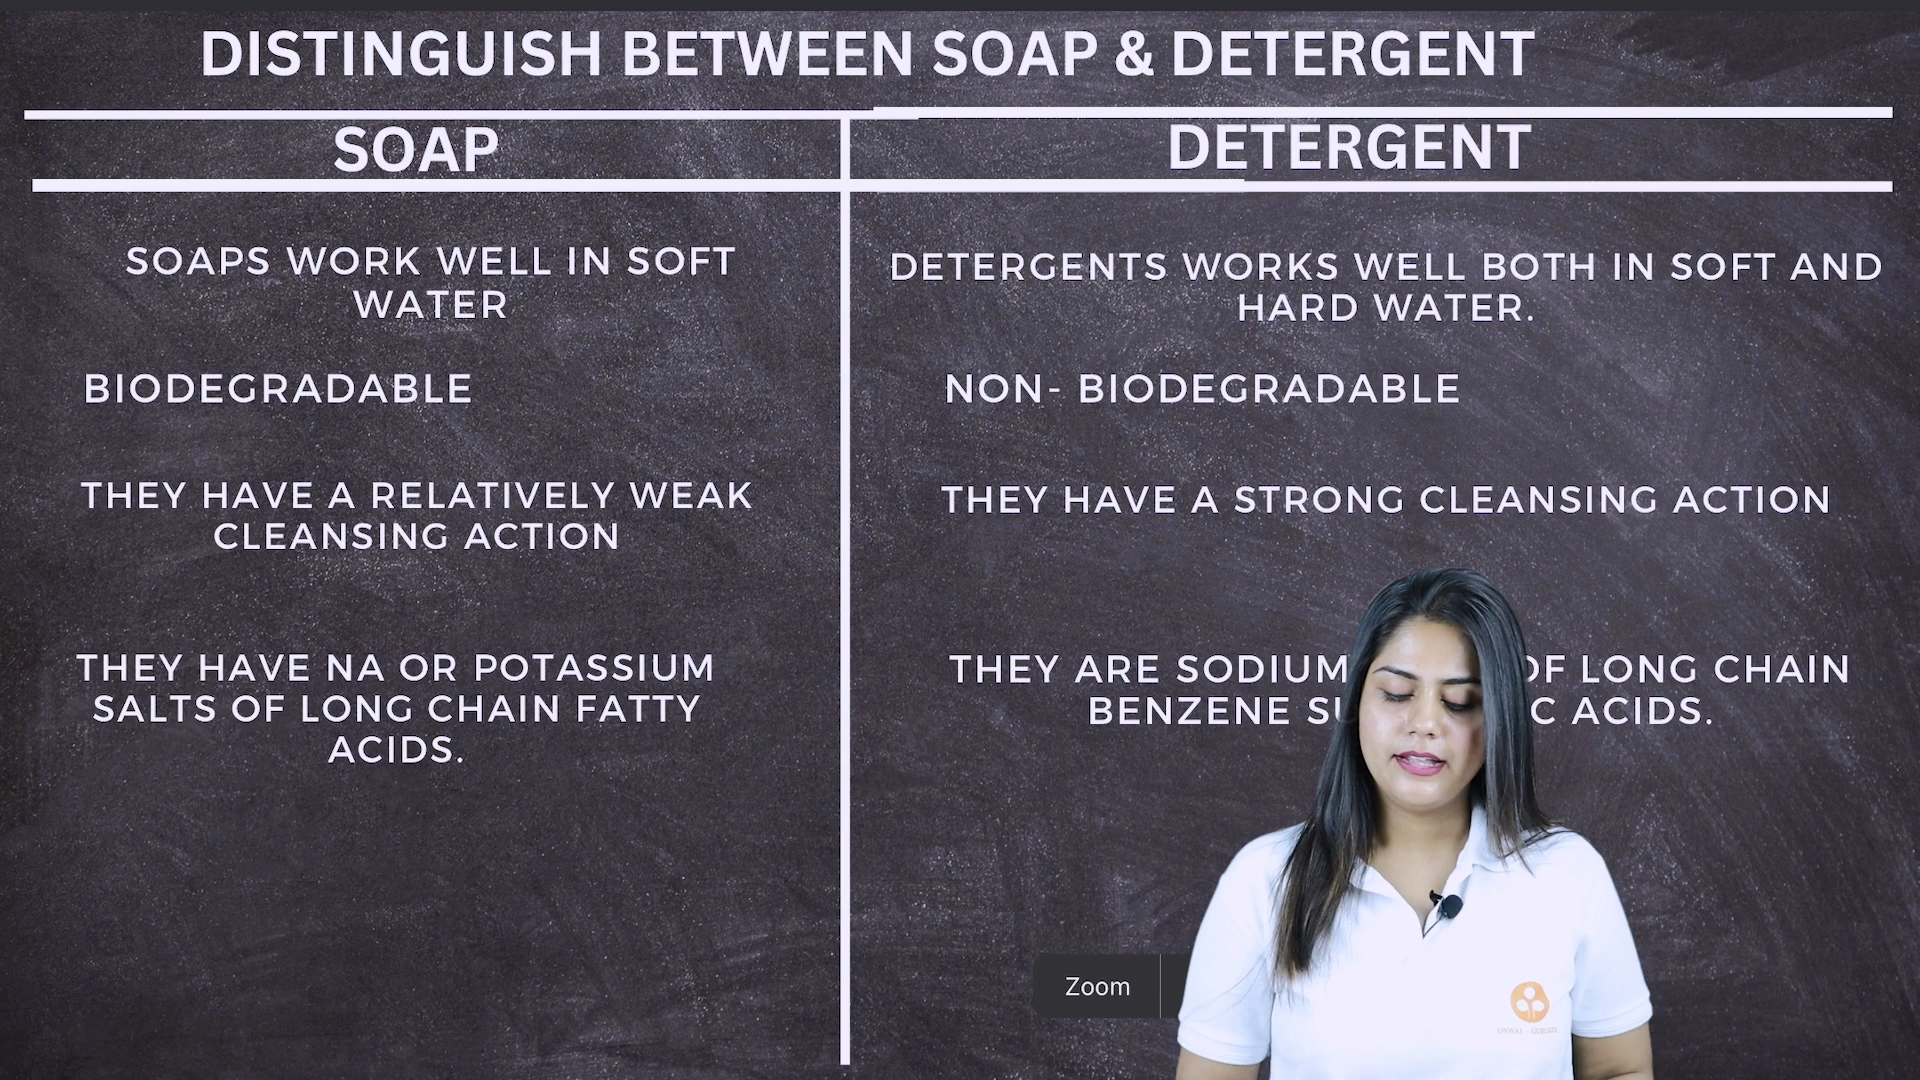 DISTINGUISH BETWEEN SOAP & DETERGENT
SOAP
DETERGENT
SOAPS WORK WELL IN SOFT
WATER
DETERGENTS WORKS WELL BOTH IN SOFT AND
HARD WATER.
BIODEGRADABLE
NON- BIODEGRADABLE
THEY HAVE A RELATIVELY WEAK
CLEANSING ACTION
THEY HAVE A STRONG CLEANSING ACTION
THEY HAVE NA OR POTASSIUM
SALTS OF LONG CHAIN FATTY
ACIDS.
THEY ARE SODIUM OF LONG CHAIN
BENZENE ACIDS.
Zoom